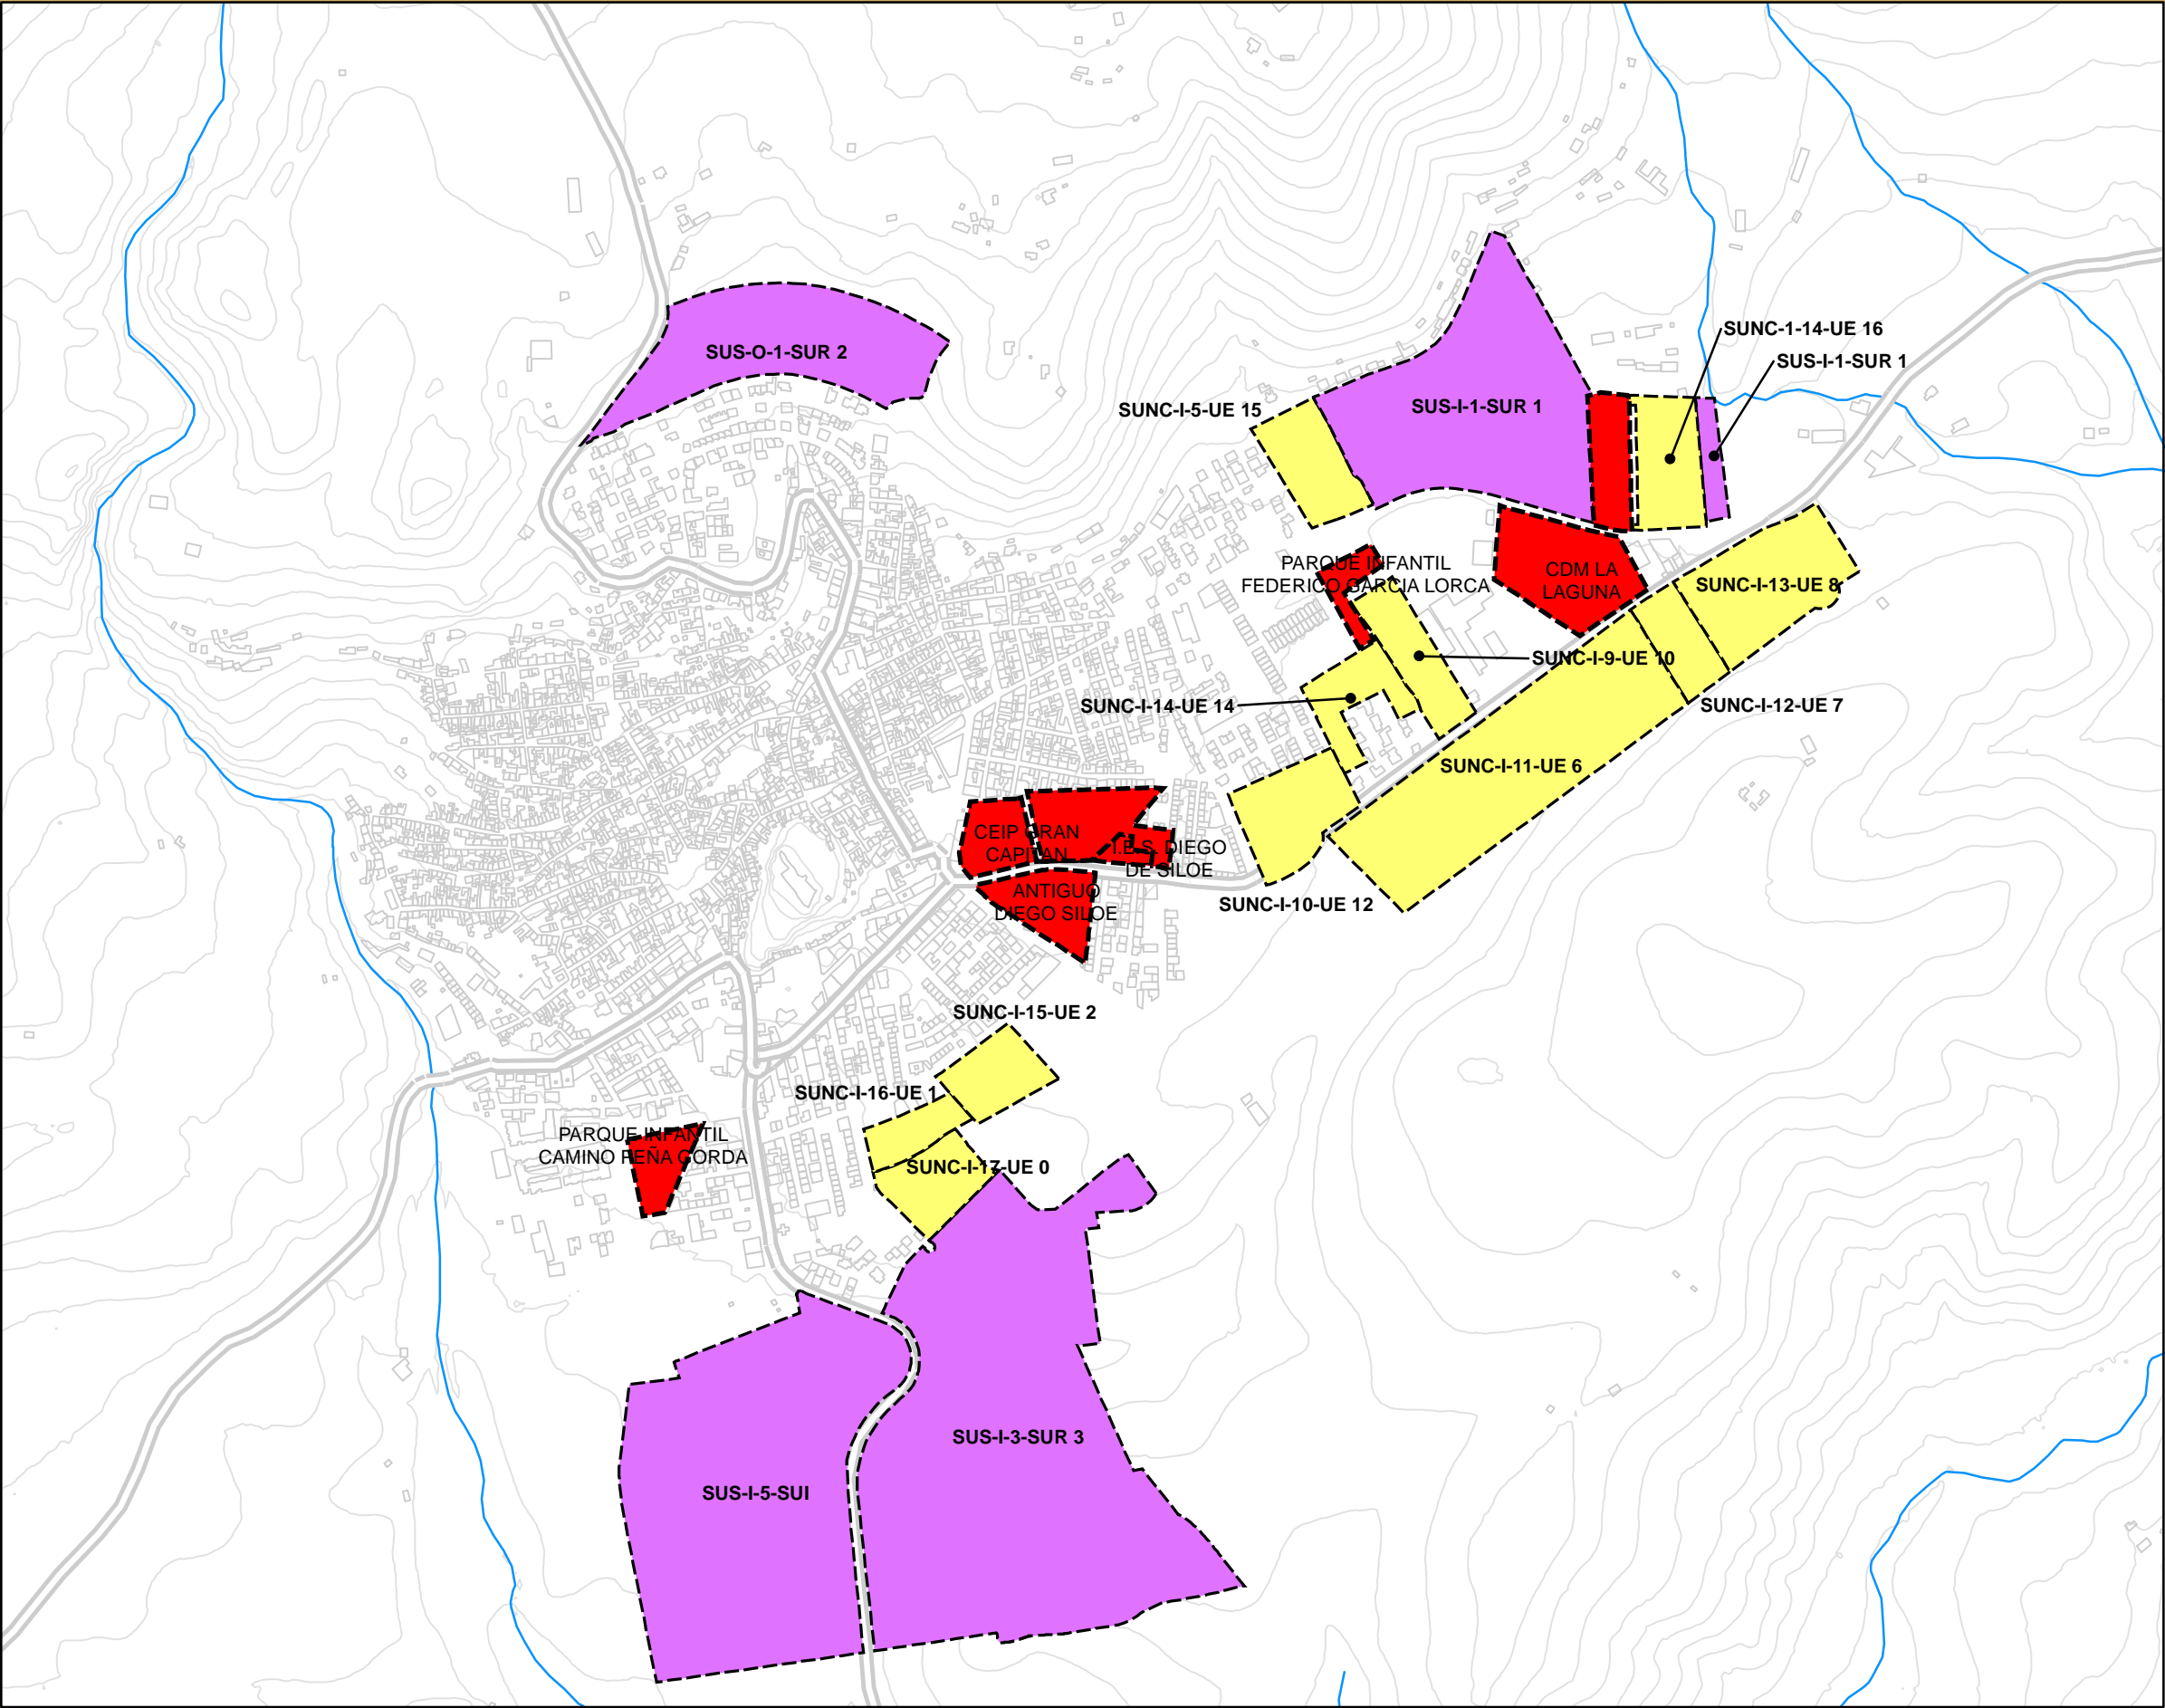 SUNC-1-14-UE 16
SUS-O-1-SUR 2
SUS-I-1-SUR 1
SUNC-I-5-UE 15
SUS-I-1-SUR 1
PARQUE INFANTIL
FEDERICO GARCIA LORCA
CDM LA
LAGUNA
SUNC-I-13-UE 8
SUNC-I-9-UE 10
SUNC-I-14-UE 14
SUNC-I-12-UE 7
SUNC-I-11-UE 6
CEIP GRAN
CAPITAN
I.E.S. DIEGO
DE SILOE
ANTIGUO
DIEGO SILOE
SUNC-I-10-UE 12
SUNC-I-15-UE 2
SUNC-I-16-UE 1
PARQUE INFANTIL
CAMINO PEÑA GORDA
SUNC-I-17-UE 0
SUS-I-3-SUR 3
SUS-I-5-SUI